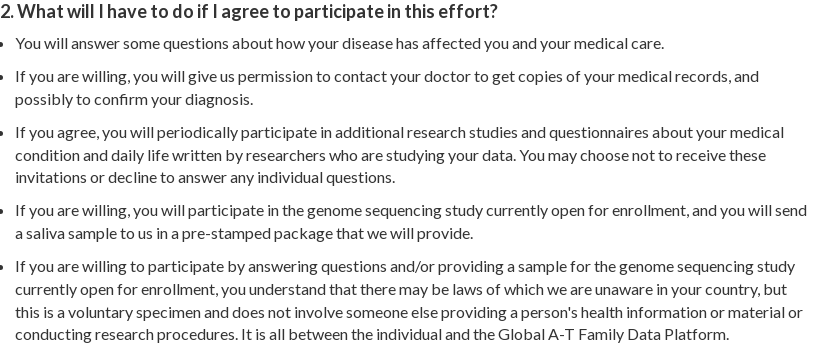 2. What will I have to do if I agree to participate in this effort?
• You will answer some questions about how your disease has affected you and your medical care.
• If you are willing, you will give us permission to contact your doctor to get copies of your medical records, and
possibly to confirm your diagnosis.
• If you agree, you will periodically participate in additional research studies and questionnaires about your medical
condition and daily life written by researchers who are studying your data. You may choose not to receive these
invitations or decline to answer any individual questions.
• If you are willing, you will participate in the genome sequencing study currently open for enrollment, and you will send
a saliva sample to us in a pre-stamped package that we will provide.
• If you are willing to participate by answering questions and/or providing a sample for the genome sequencing study
currently open for enrollment, you understand that there may be laws of which we are unaware in your country, but
this is a voluntary specimen and does not involve someone else providing a person's health information or material or
conducting research procedures. It is all between the individual and the Global A-T Family Data Platform.